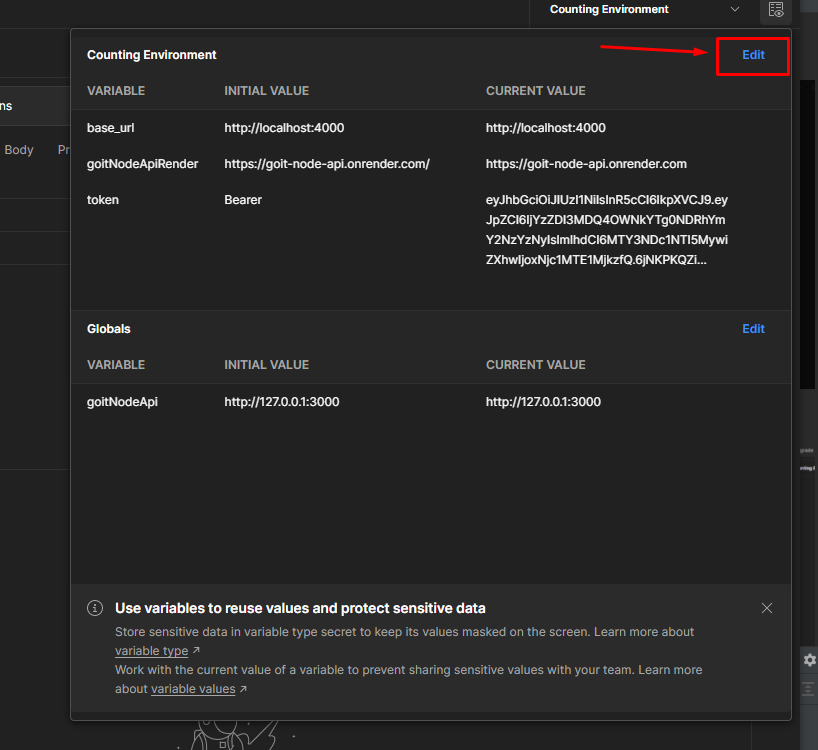 Counting Environment
Counting Environment
Edit
VARIABLE INITIAL VALUE CURRENT VALUE
base_url http://localhost:4000 http://localhost:4000
goitNodeApiRender https://goit-node-api.onrender.com/ https://goit-node-api.onrender.com
token Bearer eyJhbGciOiJIUzI1NiIsInR5cCI6IkpXVCJ9.ey
JpZCI6IjYzZDI3MDQ4OWNkYTg0NDRhYm
Y2NzYzNyIsImlhdCI6MTY3NDc1NTI5Mywi
ZXhwIjoxNjc1MTE1MjkzfQ.6jNKPKQZi...
ns
Body Pr
Globals
Edit
VARIABLE INITIAL VALUE CURRENT VALUE
goitNodeApi http://127.0.0.1:3000 http://127.0.0.1:3000
Use variables to reuse values and protect sensitive data
Store sensitive data in variable type secret to keep its values masked on the screen. Learn more about
variable type ↗
Work with the current value of a variable to prevent sharing sensitive values with your team. Learn more
about variable values ↗